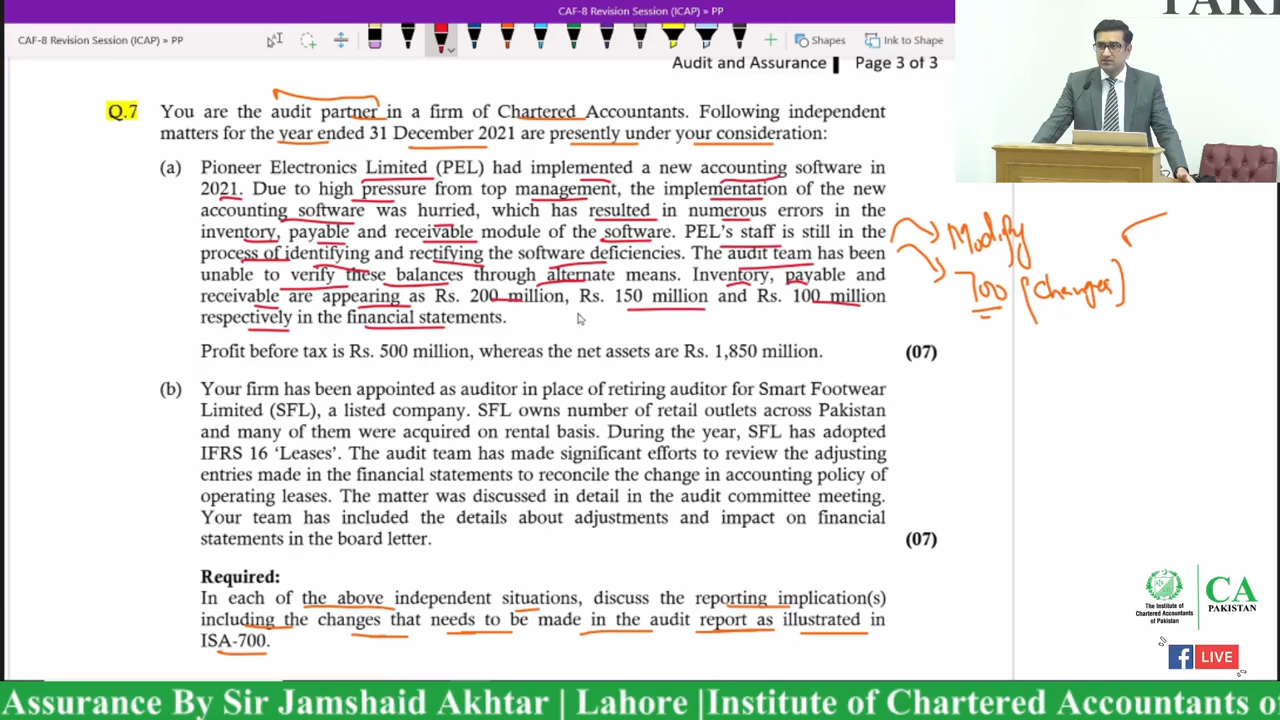 CAF-8 Revision Session (ICAP) » PP
CAF-8 Revision Session (ICAP) » PP
Shapes
Ink to Shape
Audit and Assurance Page 3 of 3
Q.7 You are the audit partner in a firm of Chartered Accountants. Following independent
matters for the year ended 31 December 2021 are presently under your consideration:
(a) Pioneer Electronics Limited (PEL) had implemented a new accounting software in
2021. Due to high pressure from top management, the implementation of the new
accounting software was hurried, which has resulted in numerous errors in the
inventory, payable and receivable module of the software. PEL's staff is still in the
process of identifying and rectifying the software deficiencies. The audit team has been
unable to verify these balances through alternate means. Inventory, payable and
receivable are appearing as Rs. 200 million, Rs. 150 million and Rs. 100 million
respectively in the financial statements.
Profit before tax is Rs. 500 million, whereas the net assets are Rs. 1,850 million. (07)
Modify
700 (changes)
(b) Your firm has been appointed as auditor in place of retiring auditor for Smart Footwear
Limited (SFL), a listed company. SFL owns number of retail outlets across Pakistan
and many of them were acquired on rental basis. During the year, SFL has adopted
IFRS 16 'Leases'. The audit team has made significant efforts to review the adjusting
entries made in the financial statements to reconcile the change in accounting policy of
operating leases. The matter was discussed in detail in the audit committee meeting.
Your team has included the details about adjustments and impact on financial
statements in the board letter. (07)
Required:
In each of the above independent situations, discuss the reporting implication(s)
including the changes that needs to be made in the audit report as illustrated in
ISA-700.
The Institute of
Chartered Accountants
of Pakistan
CA
PAKISTAN
f LIVE
Assurance By Sir Jamshaid Akhtar | Lahore |Institute of Chartered Accountants o